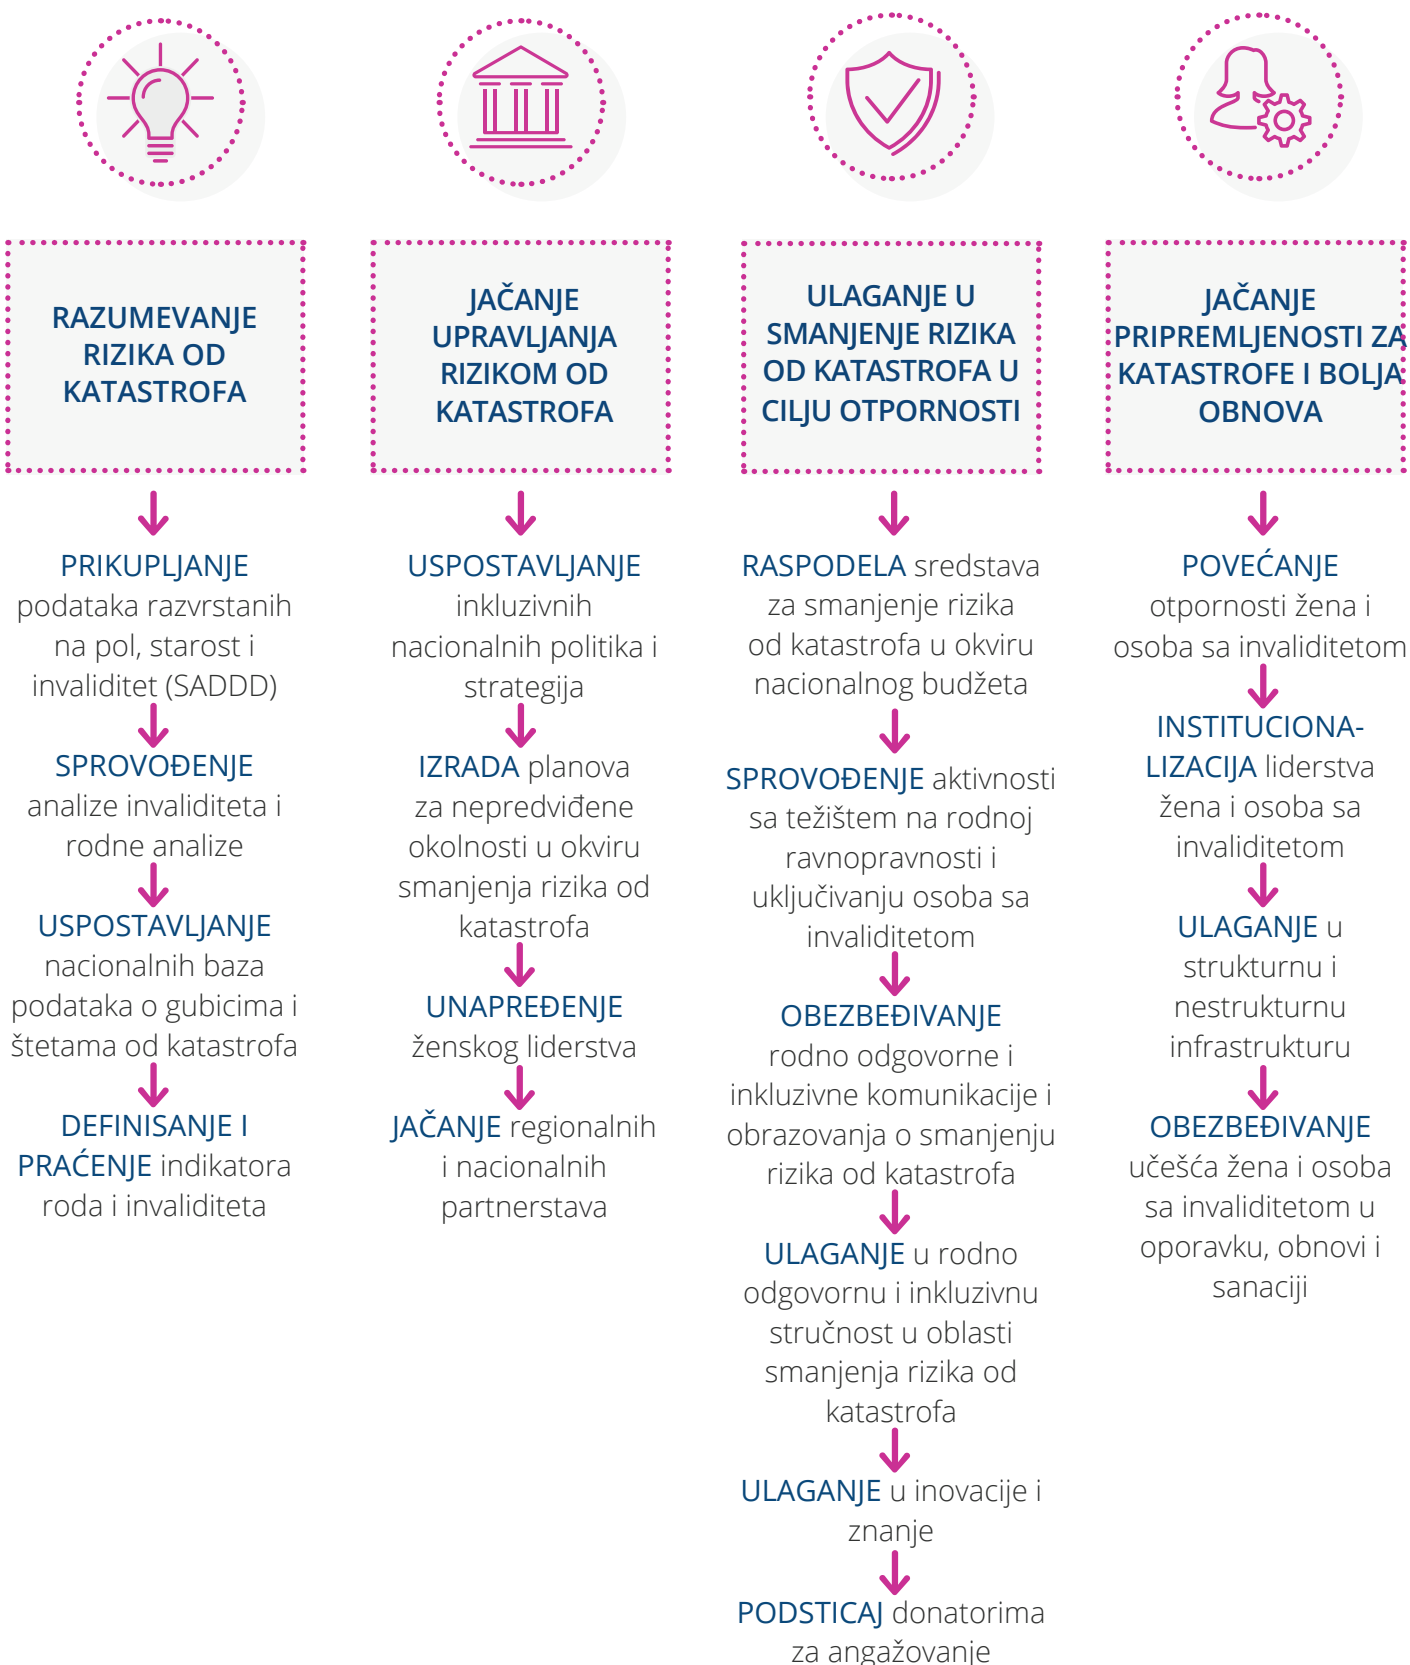 RAZUMEVANJE
RIZIKA OD
KATASTROFA
PRIKUPLJANJE
podataka razvrstanih
na pol, starost i
invaliditet (SADDD)
SPROVOĐENJE
analize invaliditeta i
rodne analize
USPOSTAVLJANJE
nacionalnih baza
podataka o gubicima i
štetama od katastrofa
DEFINISANJE I
PRAĆENJE indikatora
roda i invaliditeta
JAČANJE
UPRAVLJANJA
RIZIKOM OD
KATASTROFA
USPOSTAVLJANJE
inkluzivnih
nacionalnih politika i
strategija
IZRADA planova
za nepredviđene
okolnosti u okviru
smanjenja rizika od
katastrofa
UNAPREĐENJE
ženskog liderstva
JAČANJE regionalnih
i nacionalnih
partnerstava
ULAGANJE U
SMANJENJE RIZIKA
OD KATASTROFA U
CILJU OTPORNOSTI
RASPODELA sredstava
za smanjenje rizika
od katastrofa u okviru
nacionalnog budžeta
SPROVOĐENJE aktivnosti
sa težištem na rodnoj
ravnopravnosti i
uključivanju osoba sa
invaliditetom
OBEZBEĐIVANJE
rodno odgovorne i
inkluzivne komunikacije i
obrazovanja o smanjenju
rizika od katastrofa
ULAGANJE u rodno
odgovornu i inkluzivnu
stručnost u oblasti
smanjenja rizika od
katastrofa
ULAGANJE u inovacije i
znanje
PODSTICAJ donatorima
za angažovanje
JAČANJE
PRIPREMLJENOSTI ZA
KATASTROFE I BOLJA
OBNOVA
POVEĆANJE
otpornosti žena i
osoba sa invaliditetom
INSTITUCIONA-
LIZACIJA liderstva
žena i osoba sa
invaliditetom
ULAGANJE u
strukturnu i
nestrukturnu
infrastrukturu
OBEZBEĐIVANJE
učešća žena i osoba
sa invaliditetom u
oporavku, obnovi i
sanaciji